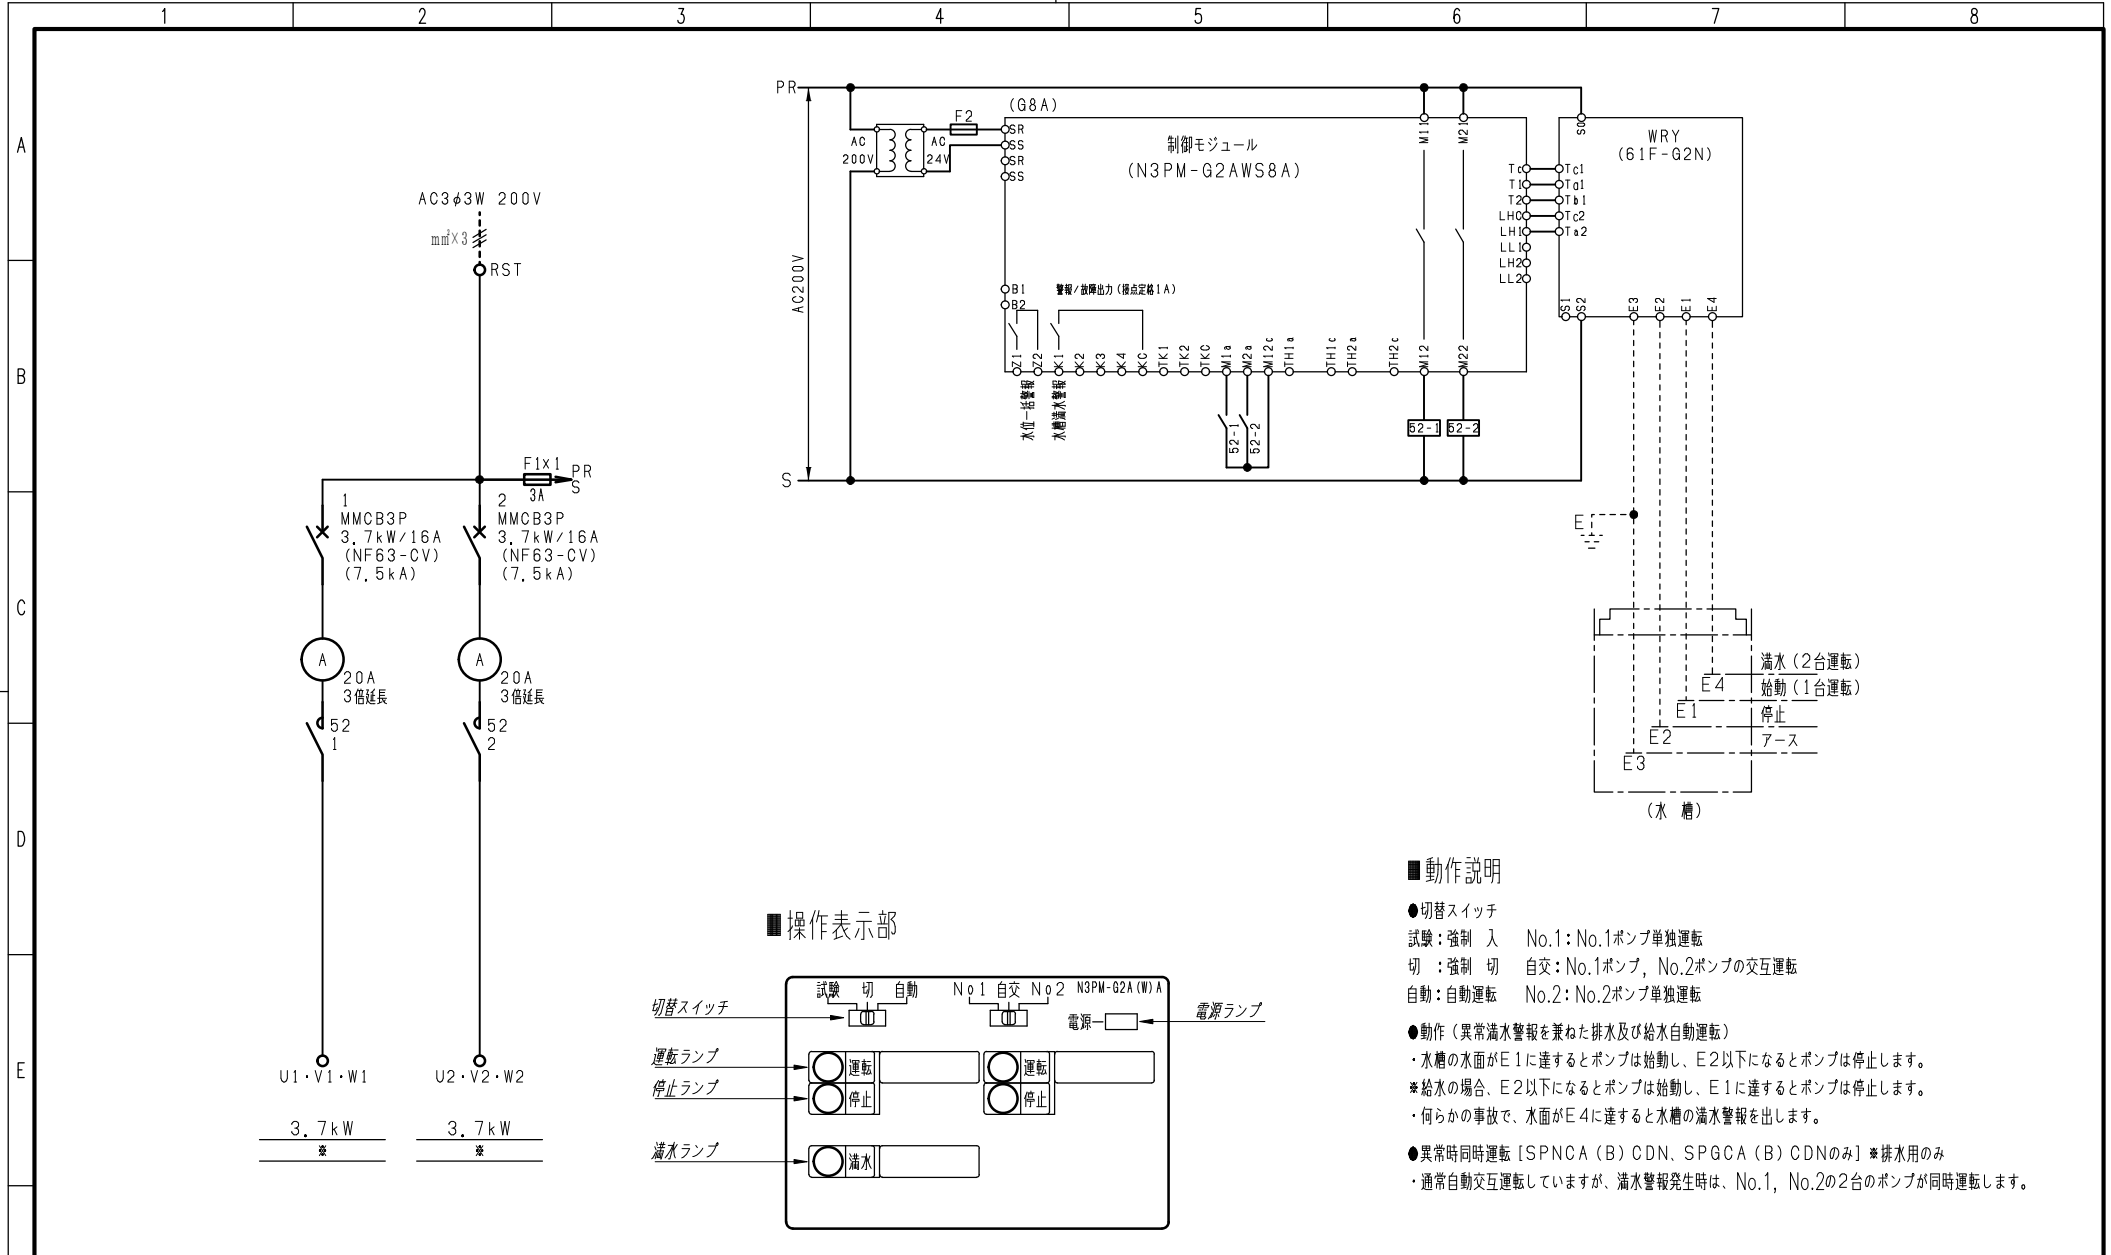 1 2 3 4 5 6 7 8
A
B
C
D
E
AC3φ3W 200V
mm²×3
RST
F1x1
3A
PR
S
1
MMCB3P
3.7kW/16A
(NF63-CV)
(7.5kA)
2
MMCB3P
3.7kW/16A
(NF63-CV)
(7.5kA)
A
20A
3倍延長
A
20A
3倍延長
52
1
52
2
U1・V1・W1
U2・V2・W2
3.7kW
※
3.7kW
※
PR
AC200V
S
AC
200V
AC
24V
F2
(G8A)
SR
SS
SR
SS
制御モジュール
(N3PM-G2AWS8A)
M11
M21
Tc
T1
T2
LHC
LH1
LL1
LH2
LL2
B1
B2
警報/故障出力(接点定格1A)
Z1
Z2
K1
K2
K3
K4
KC
TK1
TK2
TKC
M1a
M2a
M12c
TH1a
TH1c
TH2a
TH2c
M12
M22
水位一括警報
水槽満水警報
52-1
52-2
52-1
52-2
S0
WRY
(61F-G2N)
Tc1
Ta1
Tb1
Tc2
Ta2
S1
S2
E3
E2
E1
E4
E
満水(2台運転)
E4
始動(1台運転)
E1
停止
E2
アース
E3
(水 槽)
■操作表示部
試験 切 自動
No1 自交 No2
N3PM-G2A(W)A
切替スイッチ
電源
電源ランプ
運転ランプ
運転
運転
停止ランプ
停止
停止
満水ランプ
満水
■動作説明
●切替スイッチ
試験:強制 入 No.1:No.1ポンプ単独運転
切 :強制 切 自交:No.1ポンプ, No.2ポンプの交互運転
自動:自動運転 No.2:No.2ポンプ単独運転
●動作(異常満水警報を兼ねた排水及び給水自動運転)
・水槽の水面がE1に達するとポンプは始動し、E2以下になるとポンプは停止します。
※給水の場合、E2以下になるとポンプは始動し、E1に達するとポンプは停止します。
・何らかの事故で、水面がE4に達すると水槽の満水警報を出します。
●異常時同時運転[SPNCA(B)CDN、SPGCA(B)CDNのみ]※排水用のみ
・通常自動交互運転していますが、満水警報発生時は、No.1, No.2の2台のポンプが同時運転します。